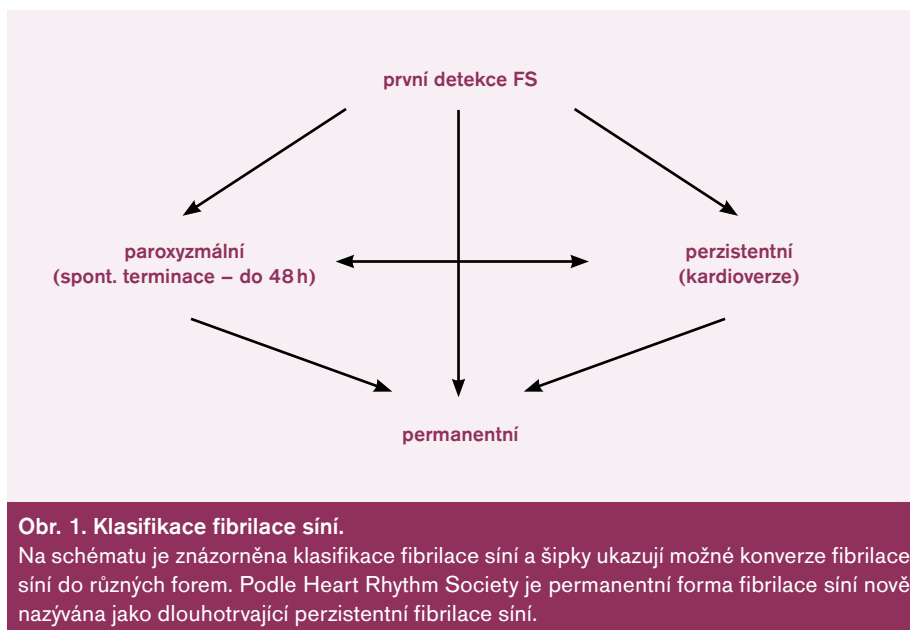 první detekce FS
paroxyzmální
(spont. terminace – do 48 h)
perzistentní
(kardioverze)
permanentní
Obr. 1. Klasifikace fibrilace síní.
Na schématu je znázorněna klasifikace fibrilace síní a šipky ukazují možné konverze fibrilace
síní do různých forem. Podle Heart Rhythm Society je permanentní forma fibrilace síní nově
nazývána jako dlouhotrvající perzistentní fibrilace síní.